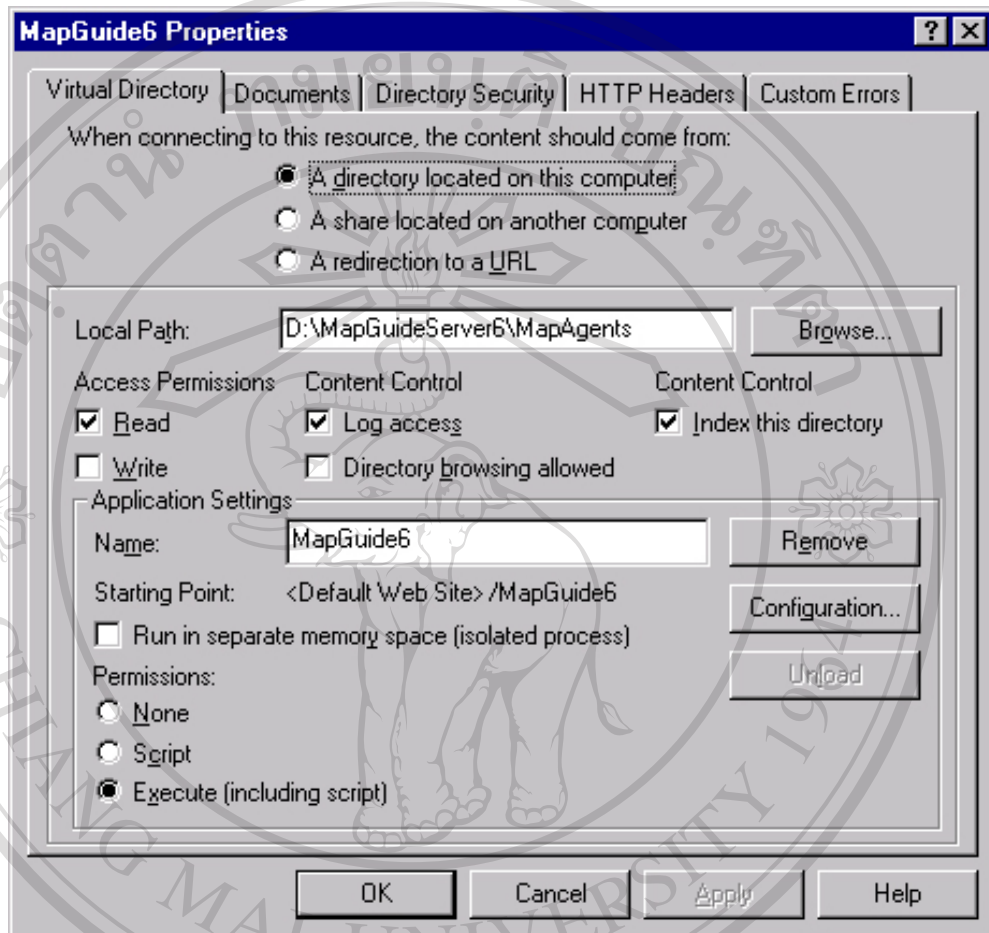 MapGuide6 Properties
Virtual Directory Documents Directory Security HTTP Headers Custom Errors
When connecting to this resource, the content should come from:
A directory located on this computer
A share located on another computer
A redirection to a URL
Local Path: D:\MapGuideServer6\MapAgents Browse...
Access Permissions Content Control Content Control
Read Log access Index this directory
Write Directory browsing allowed
Application Settings
Name: MapGuide6 Remove
Starting Point: <Default Web Site> /MapGuide6 Configuration...
Run in separate memory space (isolated process)
Permissions: Unload
None
Script
Execute (including script)
OK Cancel Apply Help
CHIANG MAI UNIVERSITY 1964